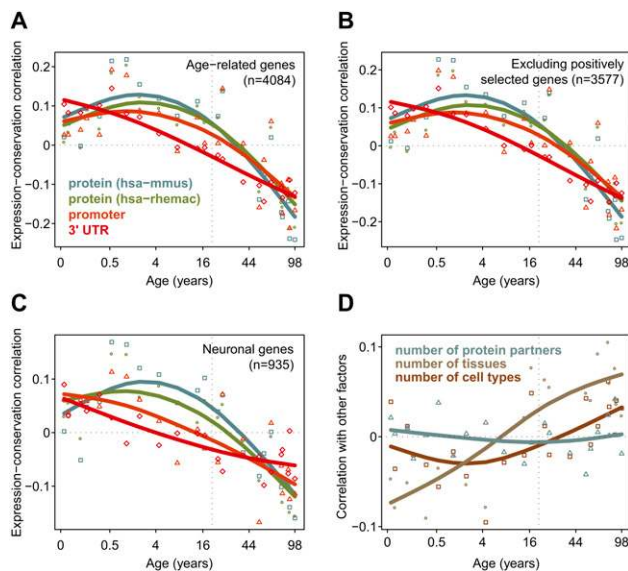 A
Age-related genes
(n=4084)
Expression−conservation correlation
0.2
0.1
0
−0.1
−0.2
protein (hsa−mmus)
protein (hsa−rhemac)
promoter
3' UTR
0 0.5 4 16 44 98
Age (years)
B
Excluding positively
selected genes (n=3577)
Expression−conservation correlation
0.2
0.1
0
−0.1
−0.2
0 0.5 4 16 44 98
Age (years)
C
Neuronal genes
(n=935)
Expression−conservation correlation
0.1
0
−0.1
0 0.5 4 16 44 98
Age (years)
D
number of protein partners
number of tissues
number of cell types
Correlation with other factors
0.1
0
−0.1
0 0.5 4 16 44 98
Age (years)